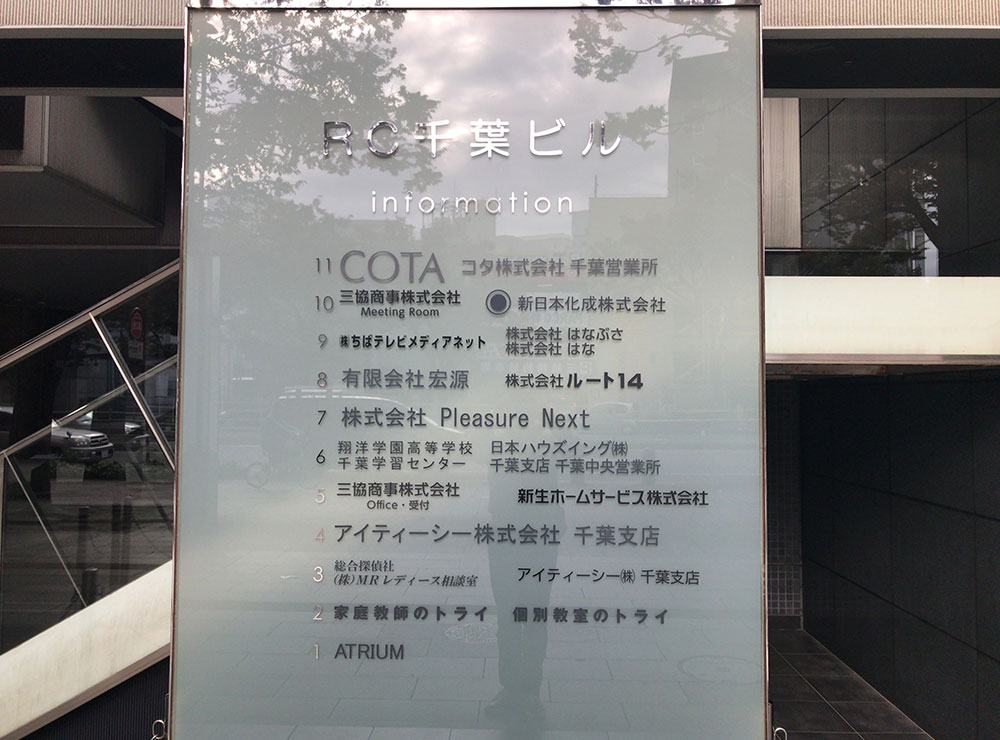 RC千葉ビル
information
11 COTA コタ株式会社 千葉営業所
10 三協商事株式会社 新日本化成株式会社
Meeting Room
9 ㈱ちばテレビメディアネット 株式会社 はなぶさ
株式会社 はな
8 有限会社宏源 株式会社ルート14
7 株式会社 Pleasure Next
6 翔洋学園高等学校 日本ハウズイング㈱
千葉学習センター 千葉支店 千葉中央営業所
5 三協商事株式会社 新生ホームサービス株式会社
Office・受付
4 アイティーシー株式会社 千葉支店
3 総合探偵社 アイティーシー㈱ 千葉支店
(株)MRレディース相談室
2 家庭教師のトライ 個別教室のトライ
1 ATRIUM